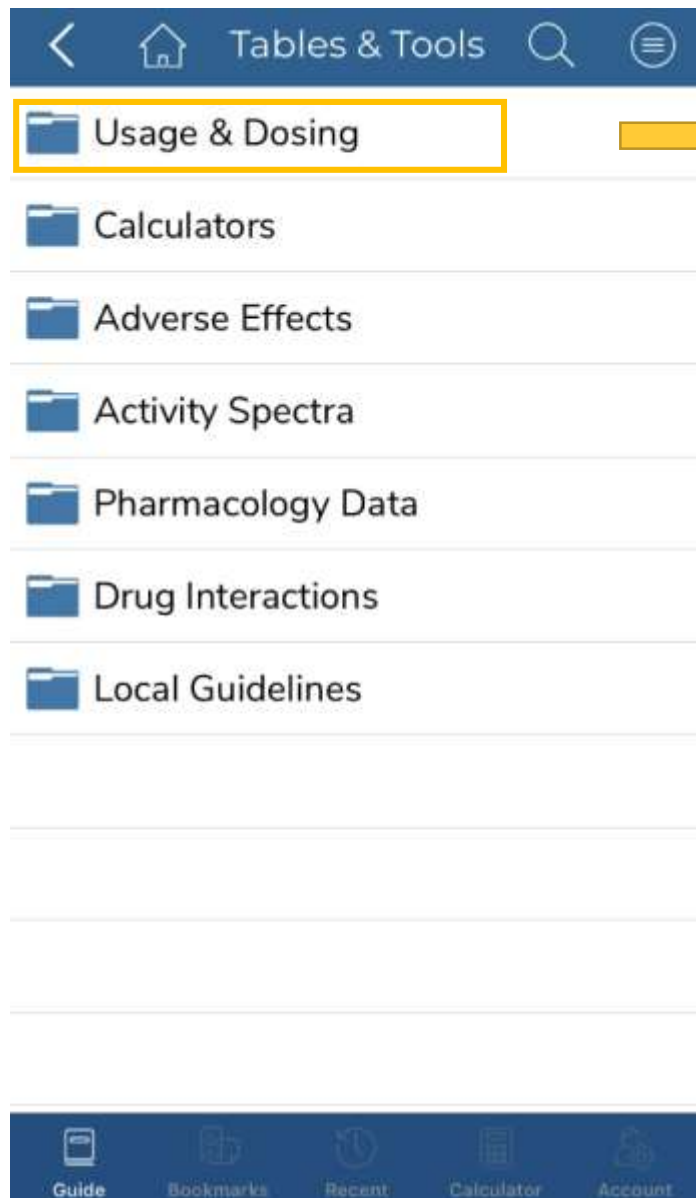 Tables & Tools
Usage & Dosing
Calculators
Adverse Effects
Activity Spectra
Pharmacology Data
Drug Interactions
Local Guidelines
Guide Bookmarks Recent Calculator Account